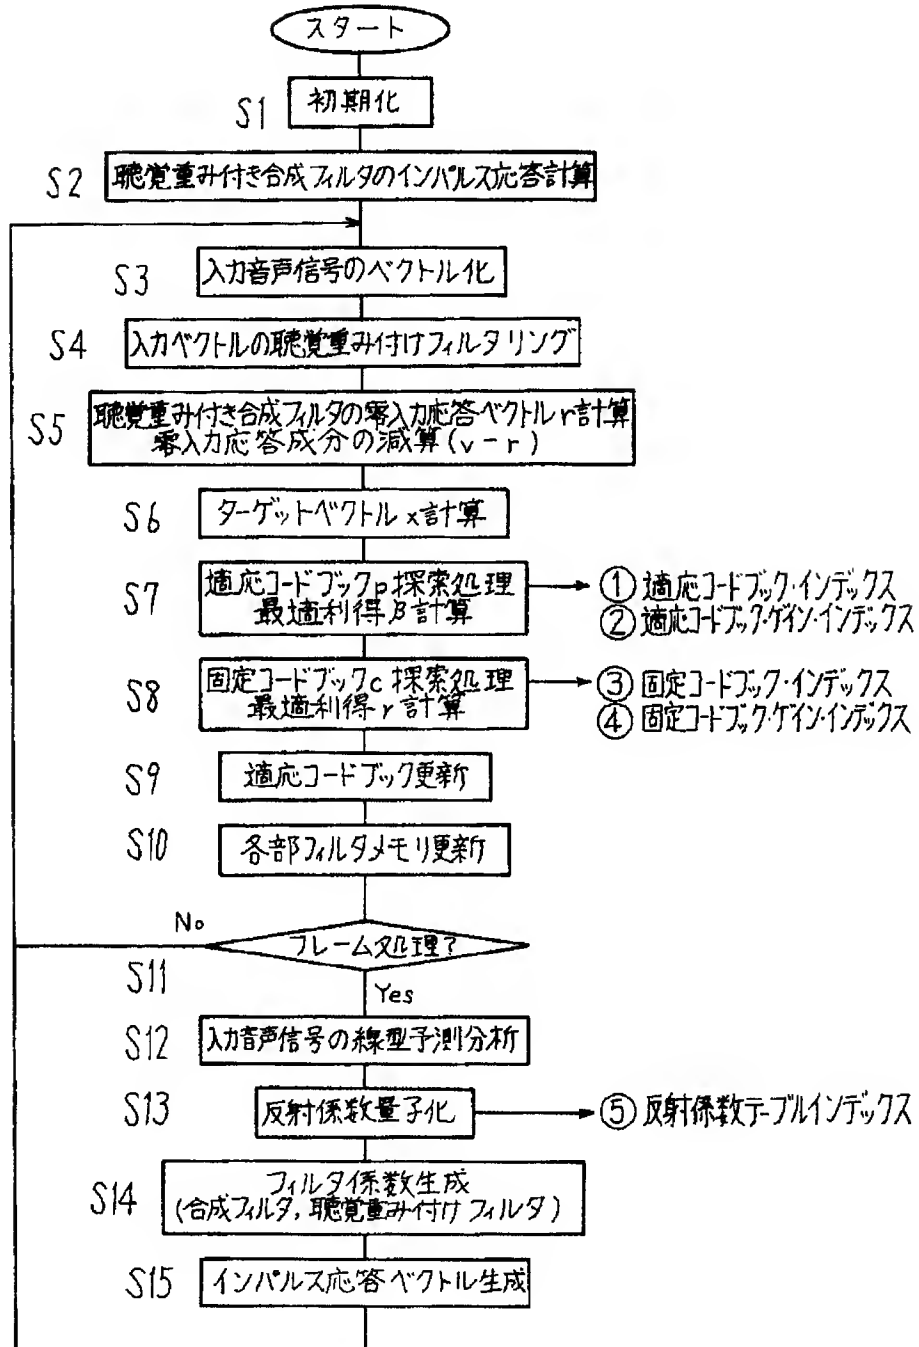 スタート
S1 初期化
S2 聴覚重み付き合成フィルタのインパルス応答計算
S3 入力音声信号のベクトル化
S4 入力ベクトルの聴覚重み付けフィルタリング
S5 聴覚重み付き合成フィルタの零入力応答ベクトルr計算
零入力応答成分の減算(v-r)
S6 ターゲットベクトルx計算
S7 適応コードブックp探索処理
最適利得β計算
① 適応コードブック・インデックス
② 適応コードブック・ゲイン・インデックス
S8 固定コードブックc探索処理
最適利得γ計算
③ 固定コードブック・インデックス
④ 固定コードブック・ゲイン・インデックス
S9 適応コードブック更新
S10 各部フィルタメモリ更新
No
S11 フレーム処理?
Yes
S12 入力音声信号の線型予測分析
S13 反射係数量子化
⑤ 反射係数テーブルインデックス
S14 フィルタ係数生成
(合成フィルタ,聴覚重み付けフィルタ)
S15 インパルス応答ベクトル生成